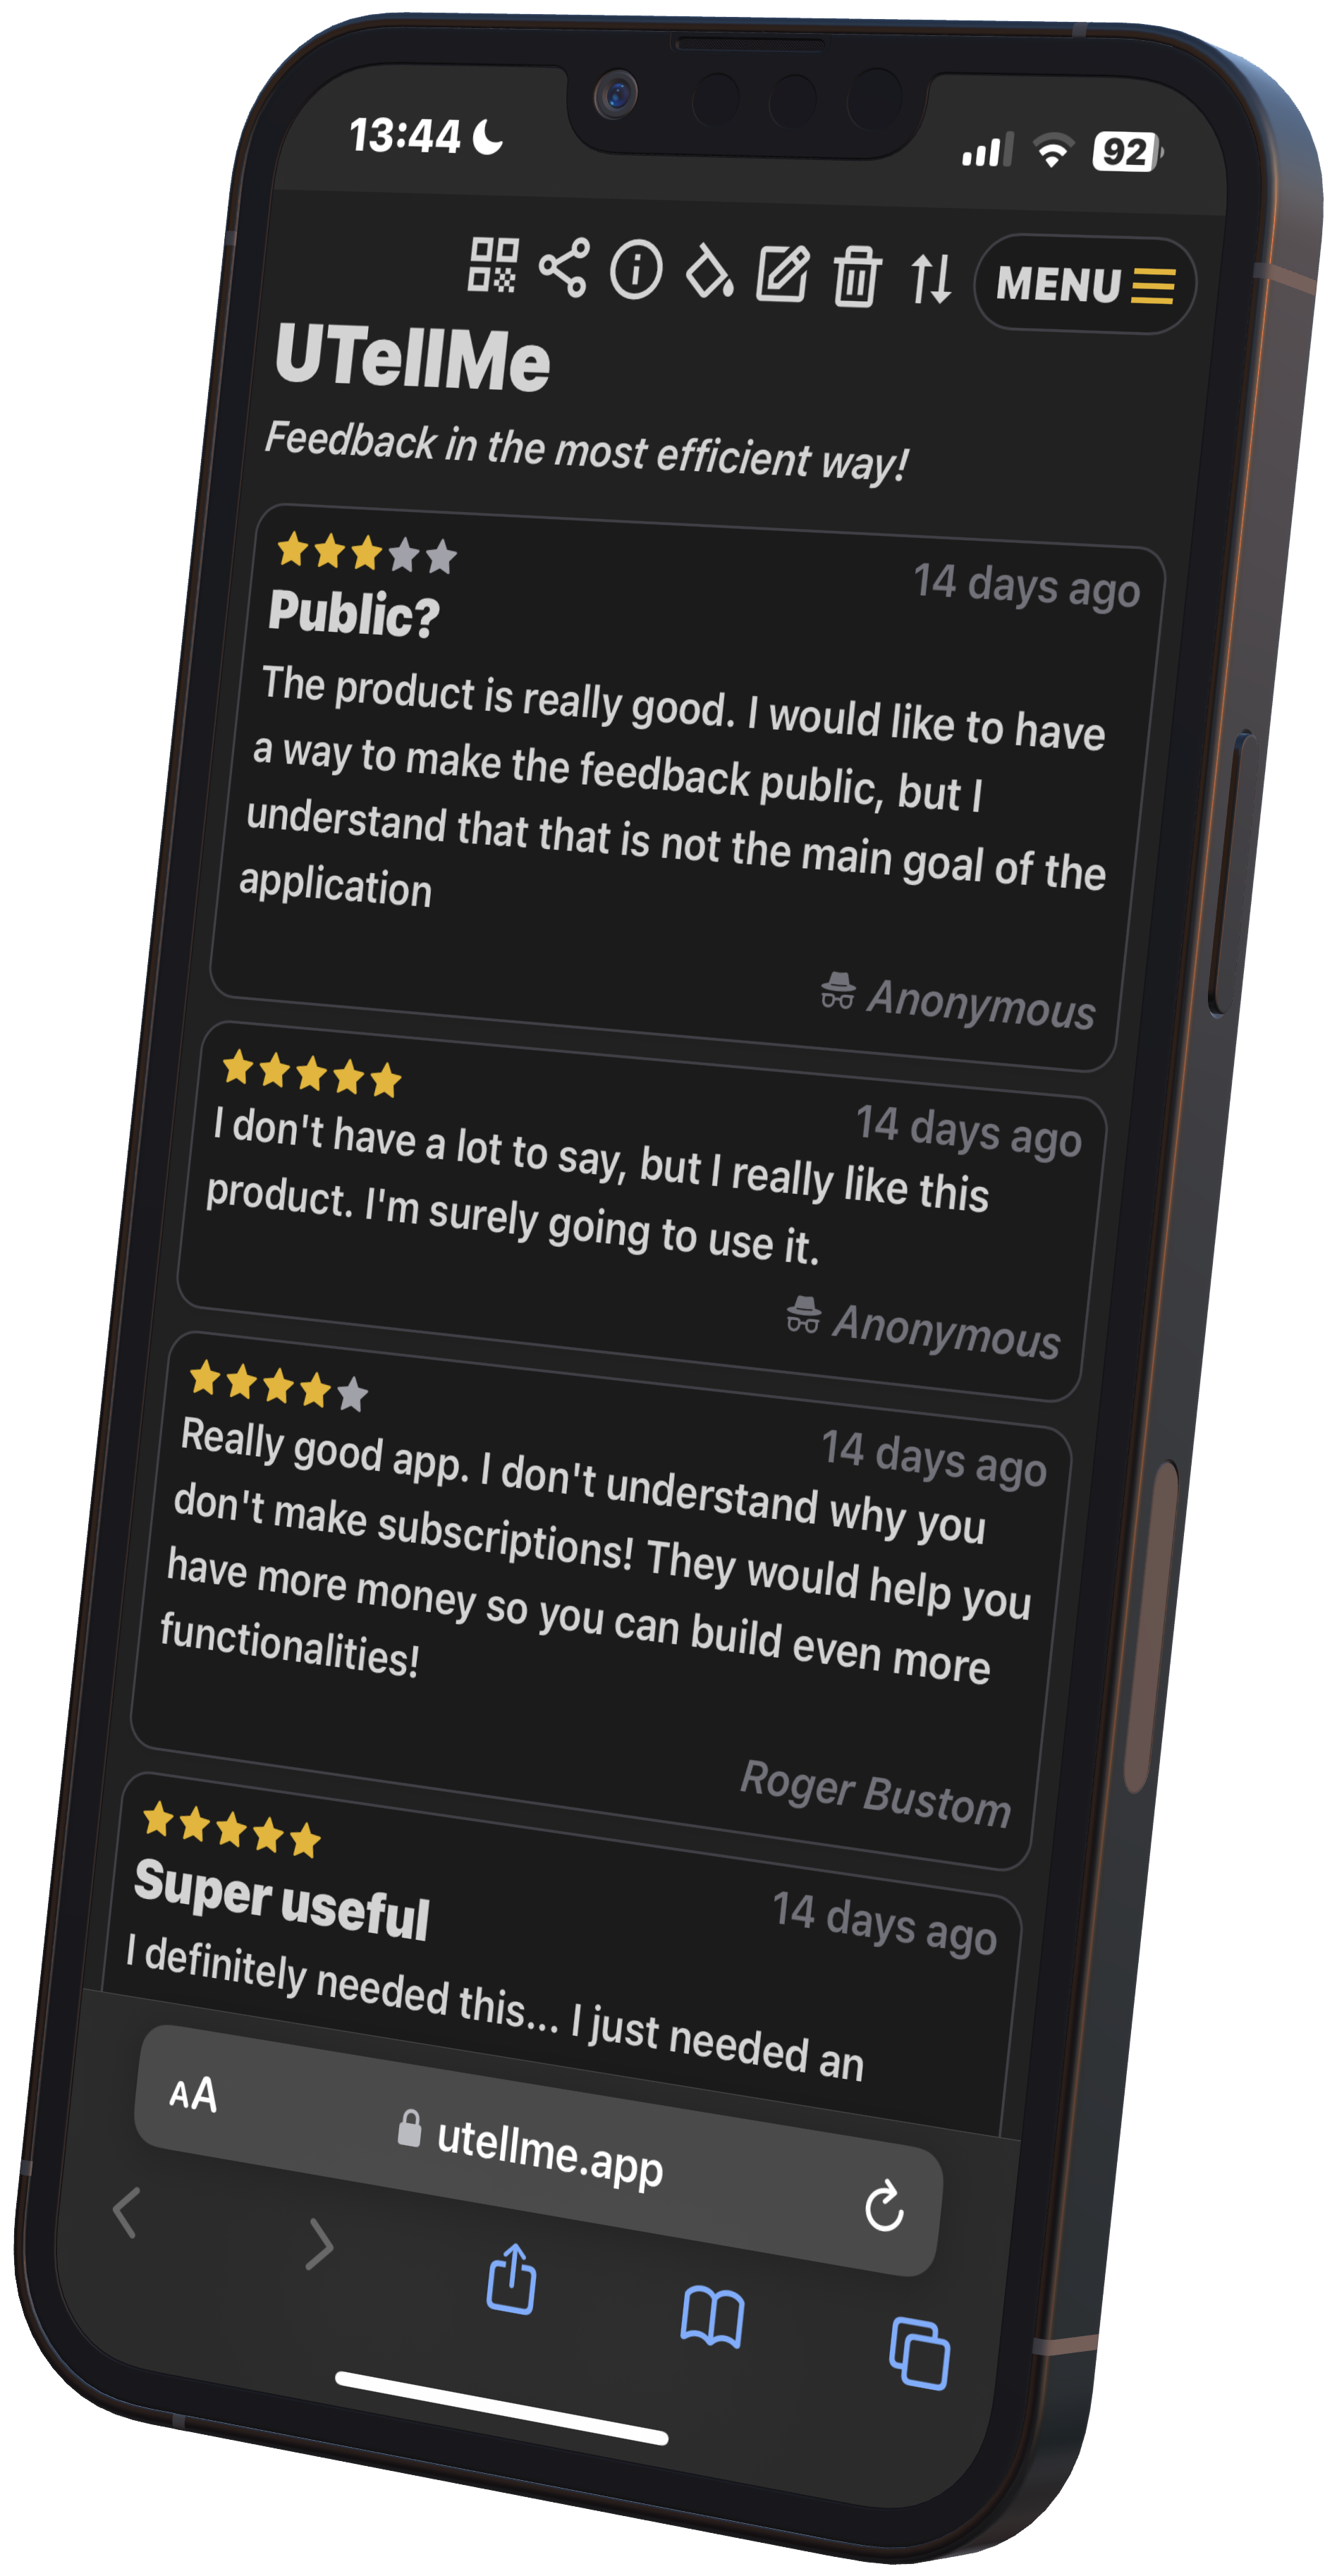 13:44
92
MENU
UTellMe
Feedback in the most efficient way!
14 days ago
Public?
The product is really good. I would like to have
a way to make the feedback public, but I
understand that that is not the main goal of the
application
Anonymous
14 days ago
I don't have a lot to say, but I really like this
product. I'm surely going to use it.
Anonymous
14 days ago
Really good app. I don't understand why you
don't make subscriptions! They would help you
have more money so you can build even more
functionalities!
Roger Bustom
14 days ago
Super useful
I definitely needed this... I just needed an
AA
utellme.app